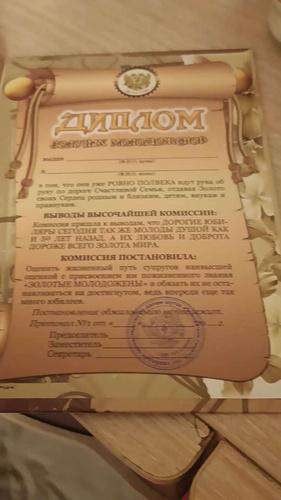 ДИПЛОМ
ЗОЛОТЫХ МОЛОДОЖЕНОВ
ВЫДАН
(Ф.И.О. мужа)
и
(Ф.И.О. жены)
в том, что они уже РОВНО ПОЛВЕКА идут рука об
руку по дороге Счастливой Семьи, отдавая Золото
своих Сердец родным и близким, детям, внукам и
правнукам.
ВЫВОДЫ ВЫСОЧАЙШЕЙ КОМИССИИ:
Комиссия пришла к выводам, что ДОРОГИЕ ЮБИ-
ЛЯРЫ СЕГОДНЯ ТАК ЖЕ МОЛОДЫ ДУШОЙ КАК
И 50 ЛЕТ НАЗАД, А ИХ ЛЮБОВЬ И ДОБРОТА
ДОРОЖЕ ВСЕГО ЗОЛОТА МИРА.
КОМИССИЯ ПОСТАНОВИЛА:
Оценить жизненный путь супругов наивысшей
оценкой с присвоением им пожизненного звания
«ЗОЛОТЫЕ МОЛОДОЖЕНЫ» и обязать их не оста-
навливаться на достигнутом, ведь впереди еще так
много юбилеев.
Постановление обжалованию не подлежит.
Протокол №1 от «
20 г.
Председатель
Заместитель
Секретарь